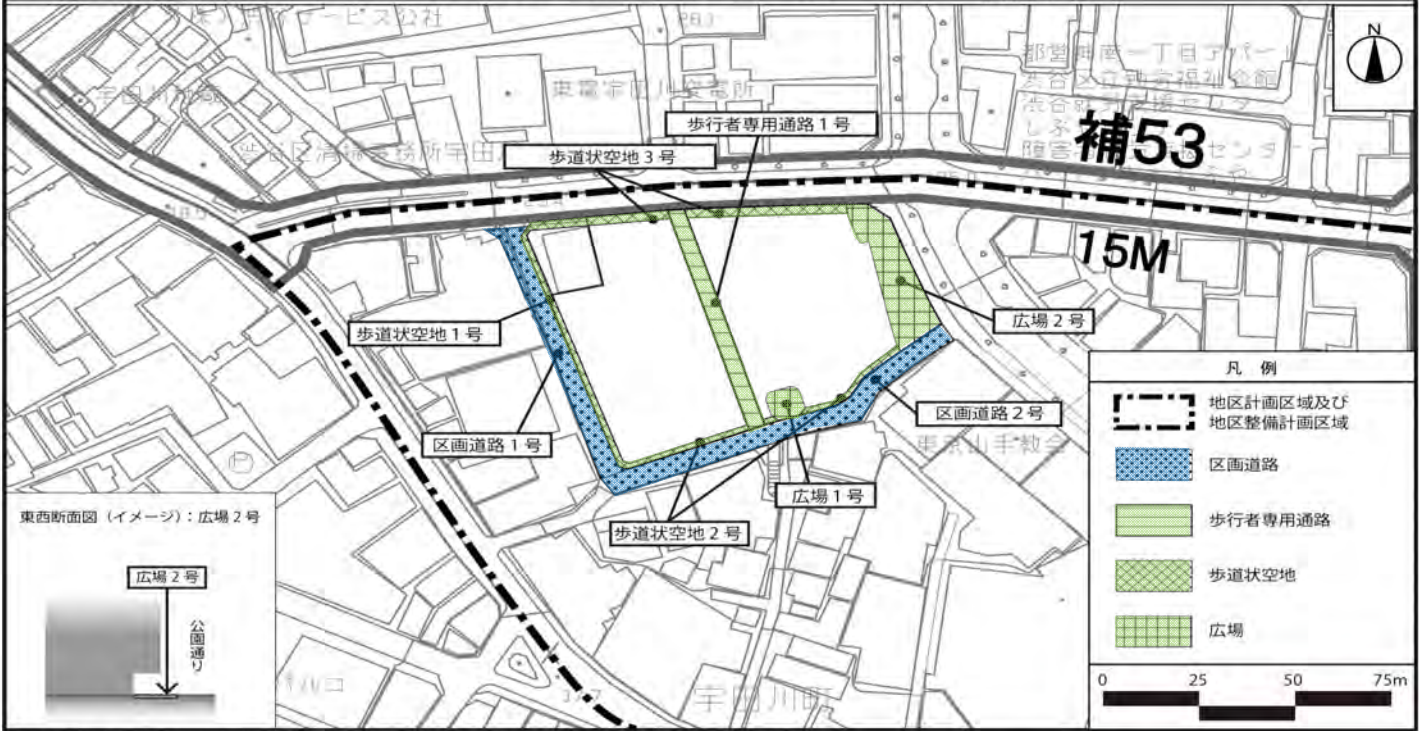 東電宇田川変電所
歩行者専用通路1号
歩道状空地3号
補53
15M
N
歩道状空地1号
広場2号
区画道路1号
区画道路2号
東京山手教会
広場1号
歩道状空地2号
宇田川町
東西断面図(イメージ):広場2号
広場2号
公園通り
凡 例
地区計画区域及び
地区整備計画区域
区画道路
歩行者専用通路
歩道状空地
広場
0 25 50 75m